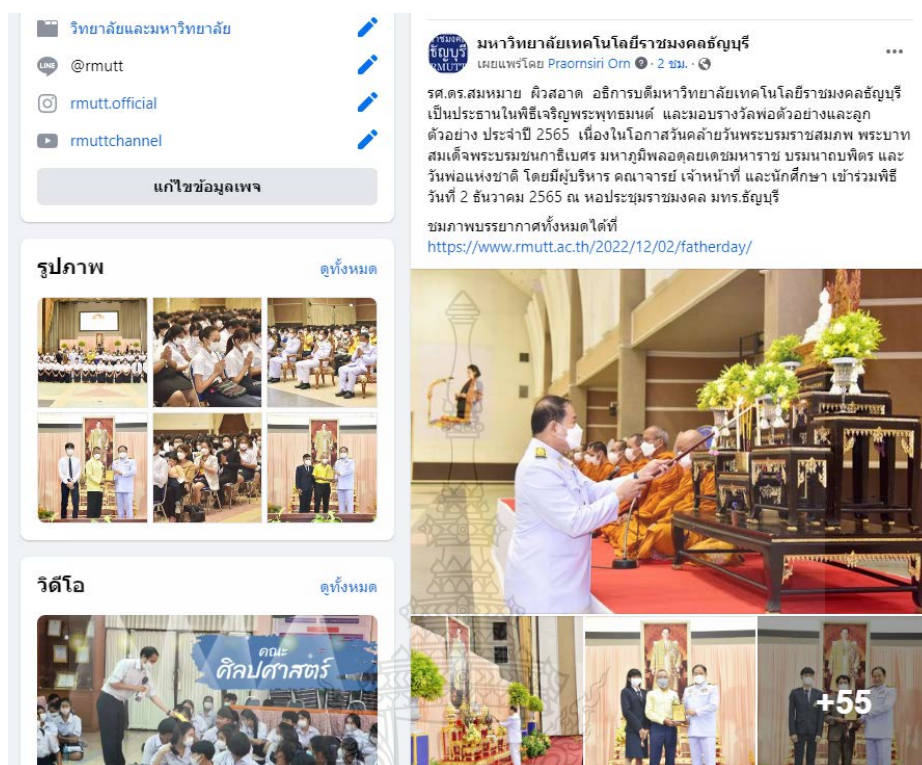 วิทยาลัยและมหาวิทยาลัย
LINE
@rmutt
rmutt.official
rmuttchannel
แก้ไขข้อมูลเพจ
รูปภาพ
ดูทั้งหมด
วิดีโอ
ดูทั้งหมด
คณะ
ศิลปศาสตร์
ราชมงคล
ธัญบุรี
RMUTT
มหาวิทยาลัยเทคโนโลยีราชมงคลธัญบุรี
เผยแพร่โดย Praornsiri Orn · 2 ชม. ·
รศ.ดร.สมหมาย ผิวสอาด อธิการบดีมหาวิทยาลัยเทคโนโลยีราชมงคลธัญบุรี
เป็นประธานในพิธีเจริญพระพุทธมนต์ และมอบรางวัลพ่อตัวอย่างและลูก
ตัวอย่าง ประจำปี 2565 เนื่องในโอกาสวันคล้ายวันพระบรมราชสมภพ พระบาท
สมเด็จพระบรมชนกาธิเบศร มหาภูมิพลอดุลยเดชมหาราช บรมนาถบพิตร และ
วันพ่อแห่งชาติ โดยมีผู้บริหาร คณาจารย์ เจ้าหน้าที่ และนักศึกษา เข้าร่วมพิธี
วันที่ 2 ธันวาคม 2565 ณ หอประชุมราชมงคล มทร.ธัญบุรี
ชมภาพบรรยากาศทั้งหมดได้ที่
https://www.rmutt.ac.th/2022/12/02/fatherday/
+55